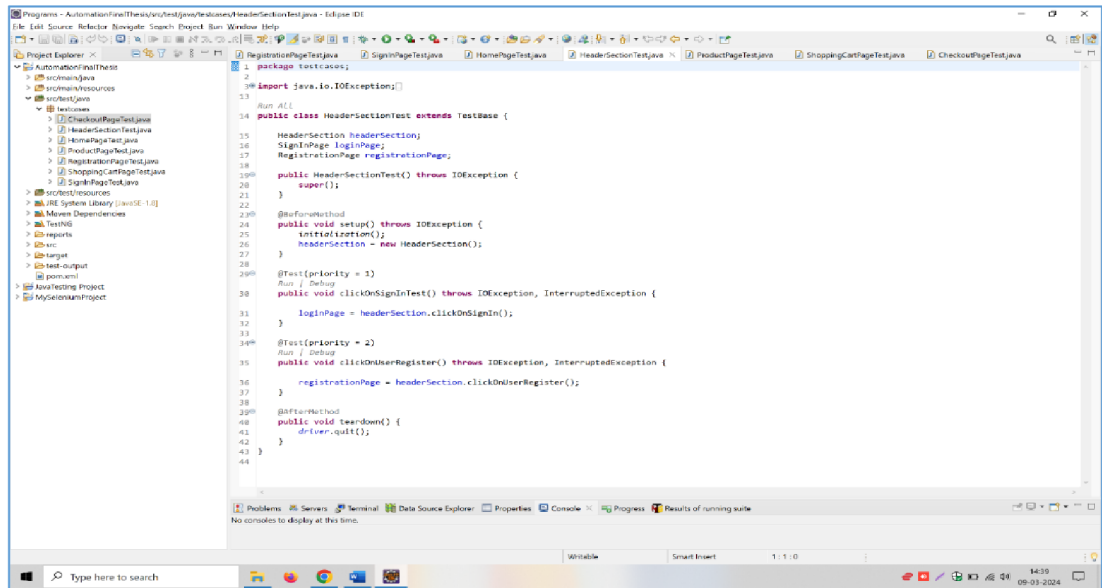 Programs - AutomationFinalThesis/src/test/java/testcases/HeaderSectionTest.java - Eclipse IDE
File Edit Source Refactor Navigate Search Project Run Window Help
Project Explorer
RegistrationPageTest.java SignInPageTest.java HomePageTest.java HeaderSectionTest.java ProductPageTest.java ShoppingCartPageTest.java CheckoutPageTest.java
AutomationFinalThesis
src/main/java
src/main/resources
src/test/java
testcases
CheckoutPageTest.java
HeaderSectionTest.java
HomePageTest.java
ProductPageTest.java
RegistrationPageTest.java
ShoppingCartPageTest.java
SignInPageTest.java
src/test/resources
JRE System Library [JavaSE-1.8]
Maven Dependencies
TestNG
reports
src
target
test-output
pom.xml
JavaTesting Project
MySeleniumProject
1 package testcases;
2
3 import java.io.IOException;
13
Run All
14 public class HeaderSectionTest extends TestBase {
15 HeaderSection headerSection;
16 SignInPage loginPage;
17 RegistrationPage registrationPage;
18
19 public HeaderSectionTest() throws IOException {
20 super();
21 }
22
23 @BeforeMethod
24 public void setup() throws IOException {
25 initialization();
26 headerSection = new HeaderSection();
27 }
28
29 @Test(priority = 1)
Run | Debug
30 public void clickOnSignInTest() throws IOException, InterruptedException {
31 loginPage = headerSection.clickOnSignIn();
32 }
33
34 @Test(priority = 2)
Run | Debug
35 public void clickOnUserRegister() throws IOException, InterruptedException {
36 registrationPage = headerSection.clickOnUserRegister();
37 }
38
39 @AfterMethod
40 public void teardown() {
41 driver.quit();
42 }
43 }
44
Problems Servers Terminal Data Source Explorer Properties Console Progress Results of running suite
No consoles to display at this time.
Writable Smart Insert 1 : 1 : 0
Type here to search
14:39
09-03-2024